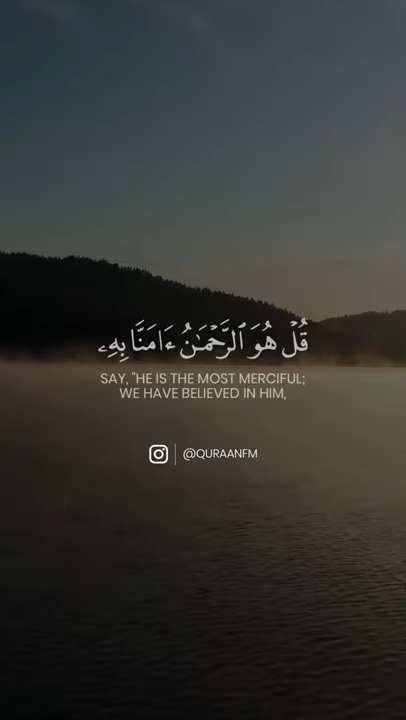 قُلْ هُوَ ٱلرَّحْمَـٰنُ ءَامَنَّا بِهِۦ
SAY, "HE IS THE MOST MERCIFUL;
WE HAVE BELIEVED IN HIM,
@QURAANFM